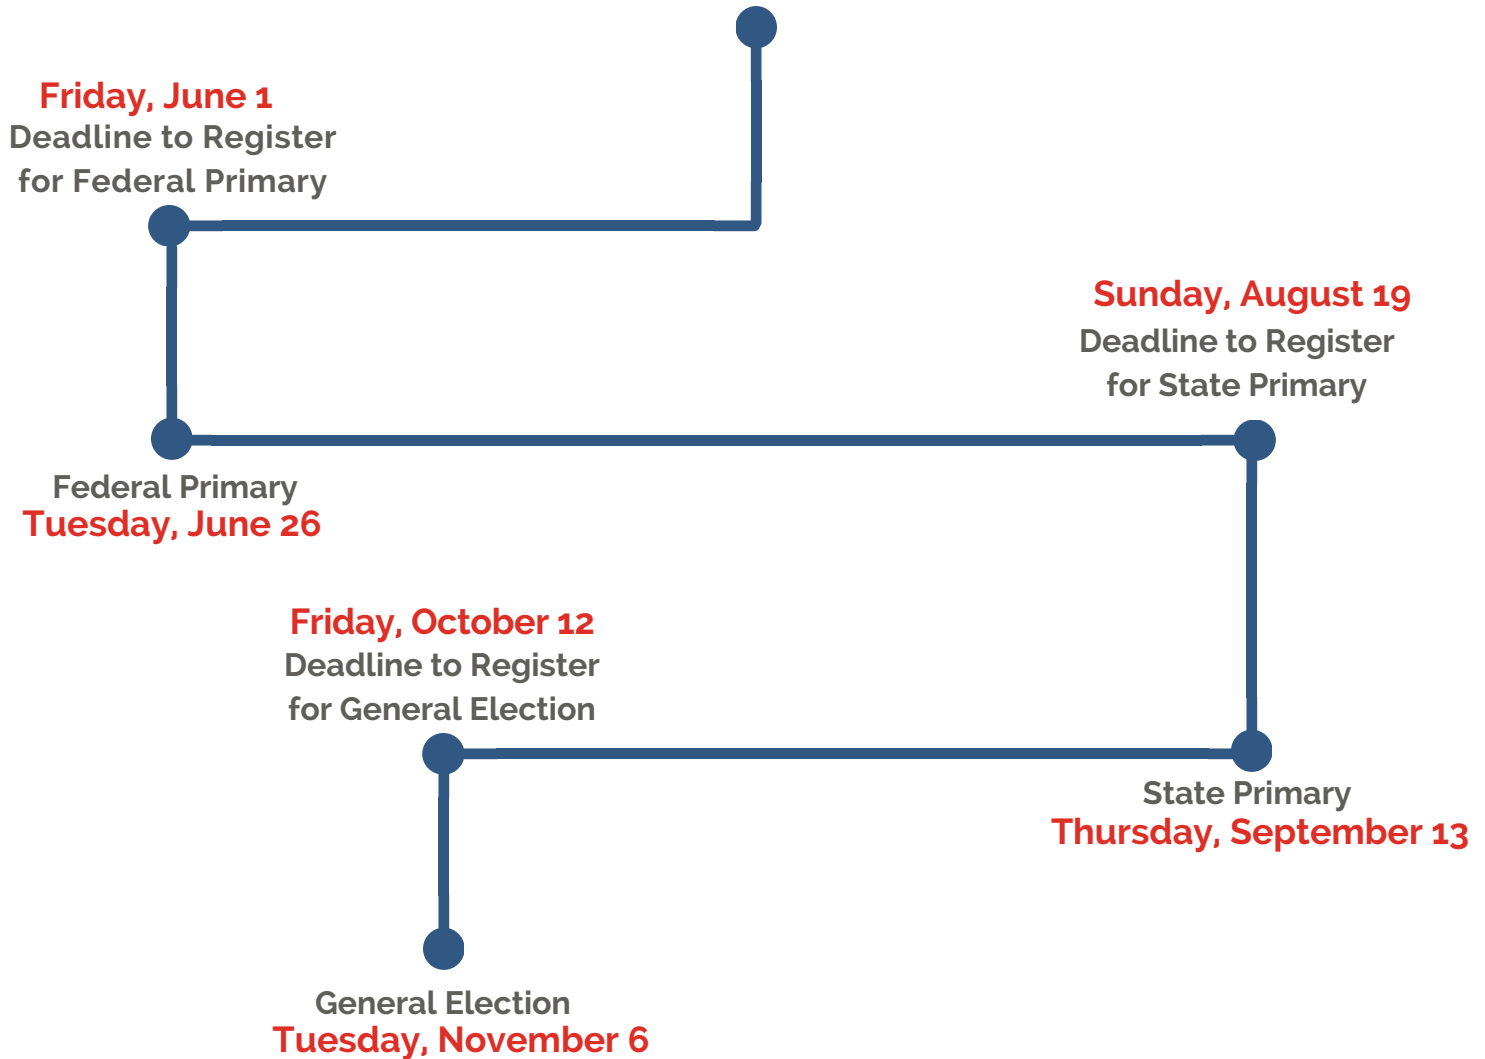 Friday, June 1
Deadline to Register
for Federal Primary
Sunday, August 19
Deadline to Register
for State Primary
Federal Primary
Tuesday, June 26
Friday, October 12
Deadline to Register
for General Election
State Primary
Thursday, September 13
General Election
Tuesday, November 6